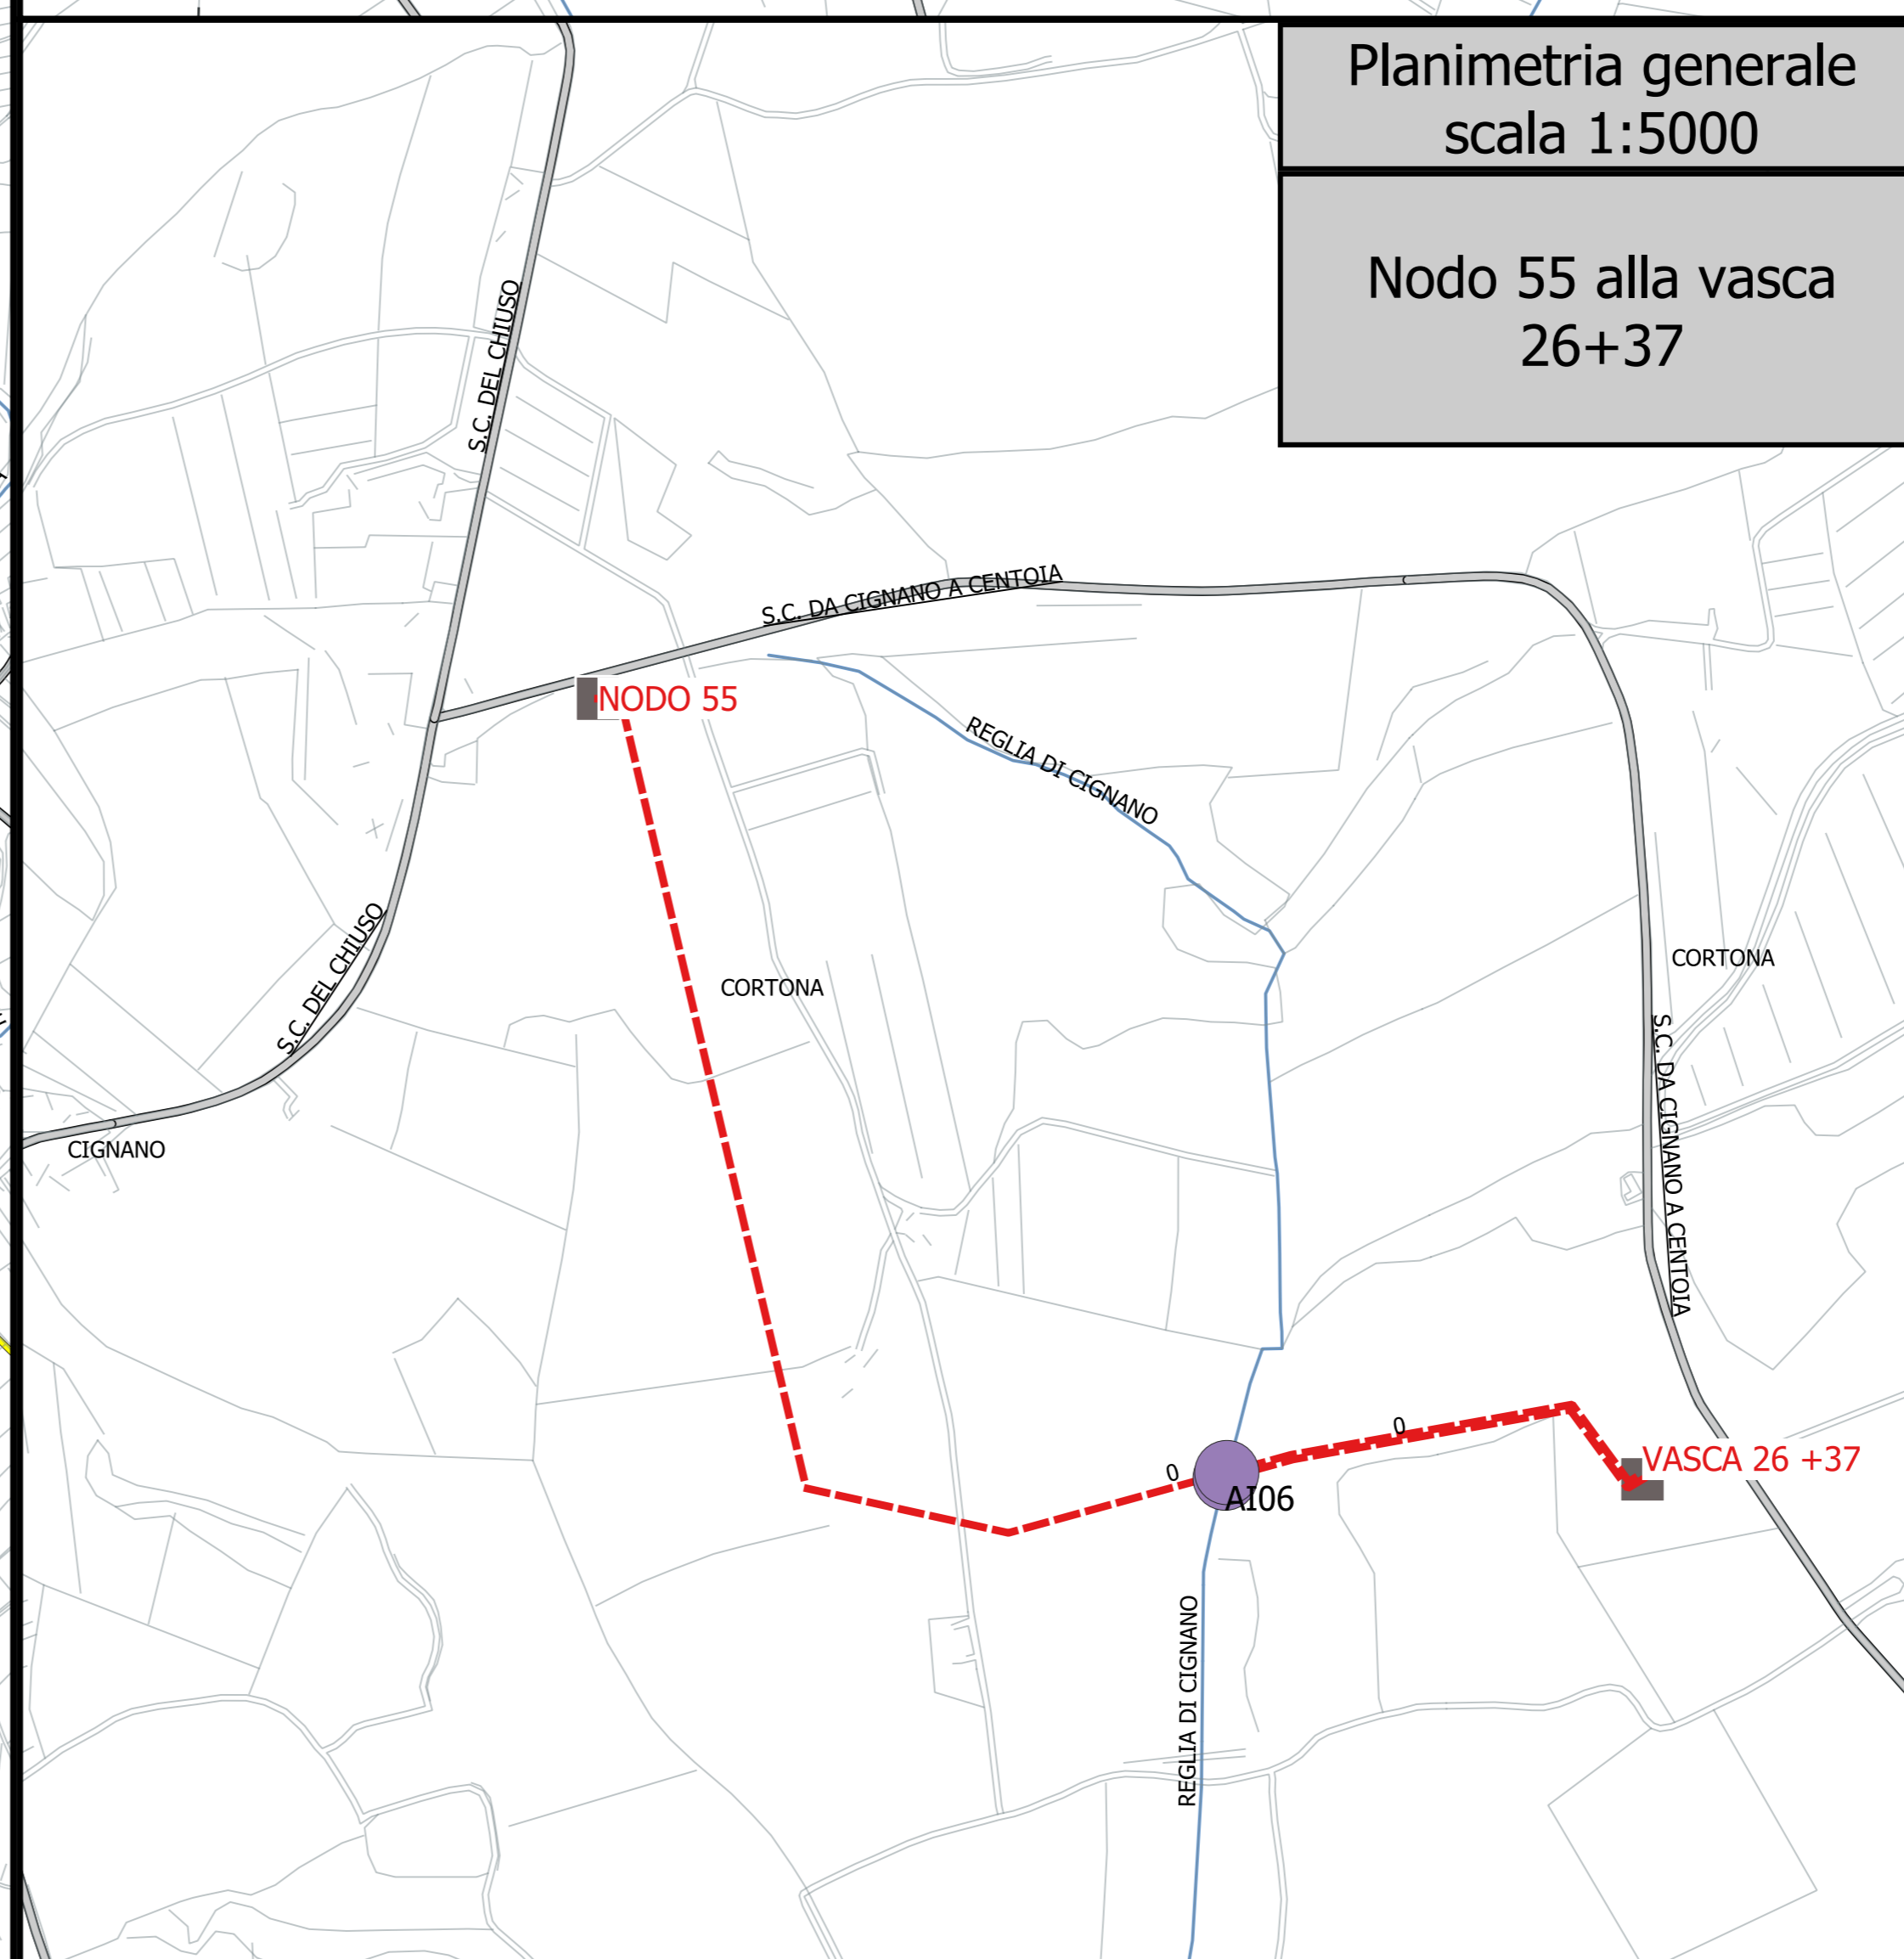 Planimetria generale
scala 1:5000
Nodo 55 alla vasca
26+37
S.C. DEL CHIUSO
S.C. DA CIGNANO A CENTOIA
NODO 55
REGLIA DI CIGNANO
S.C. DEL CHIUSO
CORTONA
CORTONA
S.C. DA CIGNANO A CENTOIA
CIGNANO
0
0
VASCA 26 +37
AI06
REGLIA DI CIGNANO